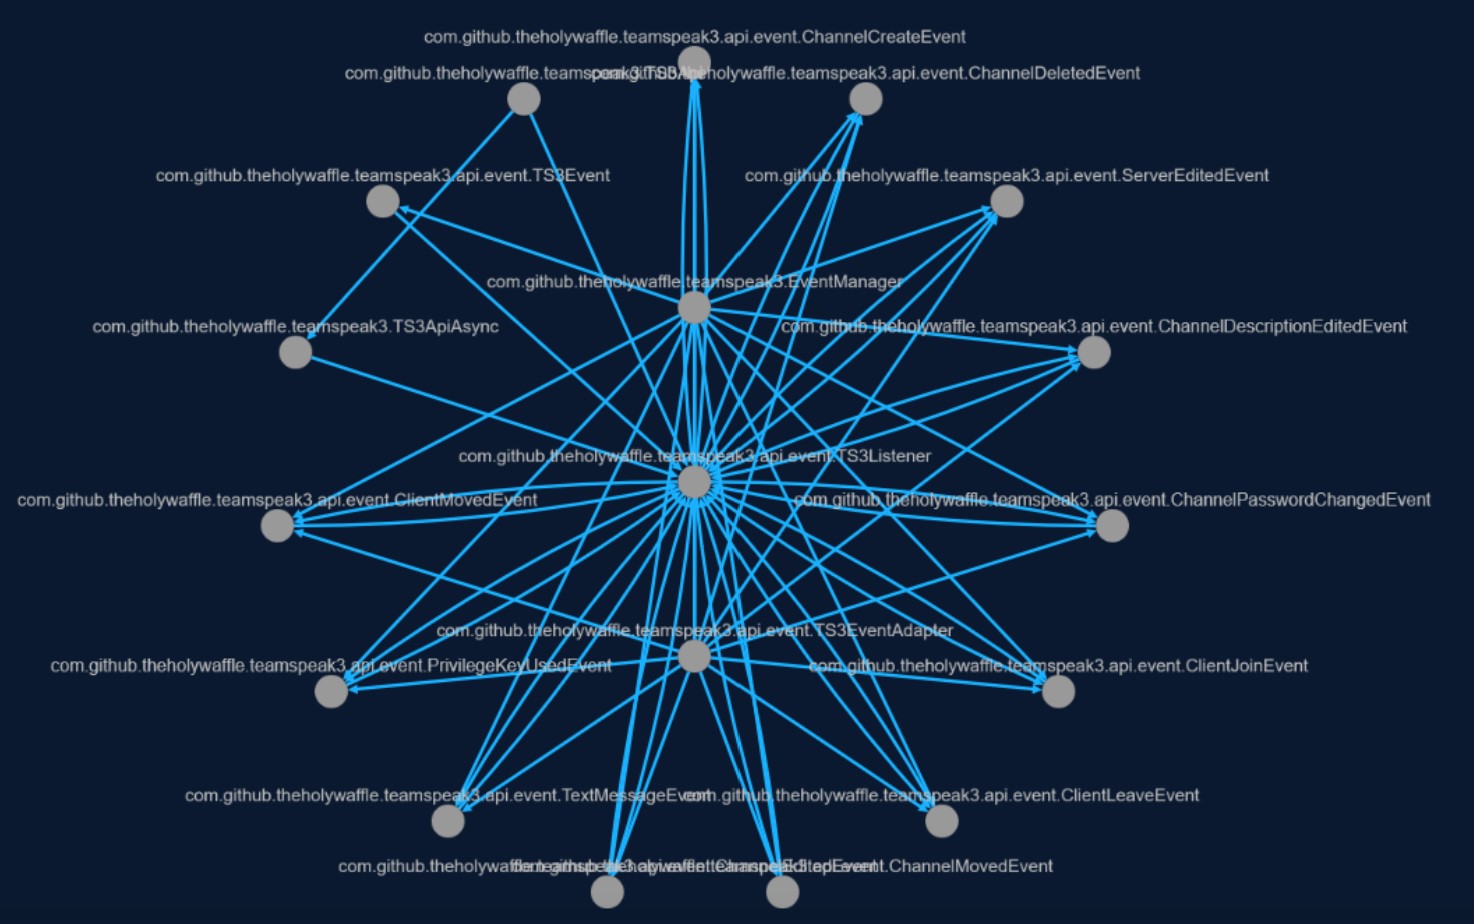 com.github.theholywaffle.teamspeak3.api.event.ChannelCreateEvent
com.github.theholywaffle.teamspeak3.TS3Api
com.github.theholywaffle.teamspeak3.api.event.ChannelDeletedEvent
com.github.theholywaffle.teamspeak3.api.event.TS3Event
com.github.theholywaffle.teamspeak3.api.event.ServerEditedEvent
com.github.theholywaffle.teamspeak3.EventManager
com.github.theholywaffle.teamspeak3.TS3ApiAsync
com.github.theholywaffle.teamspeak3.api.event.ChannelDescriptionEditedEvent
com.github.theholywaffle.teamspeak3.api.event.TS3Listener
com.github.theholywaffle.teamspeak3.api.event.ClientMovedEvent
com.github.theholywaffle.teamspeak3.api.event.ChannelPasswordChangedEvent
com.github.theholywaffle.teamspeak3.api.event.TS3EventAdapter
com.github.theholywaffle.teamspeak3.api.event.PrivilegeKeyUsedEvent
com.github.theholywaffle.teamspeak3.api.event.ClientJoinEvent
com.github.theholywaffle.teamspeak3.api.event.TextMessageEvent
com.github.theholywaffle.teamspeak3.api.event.ClientLeaveEvent
com.github.theholywaffle.teamspeak3.api.event.ChannelEditedEvent
com.github.theholywaffle.teamspeak3.api.event.ChannelMovedEvent